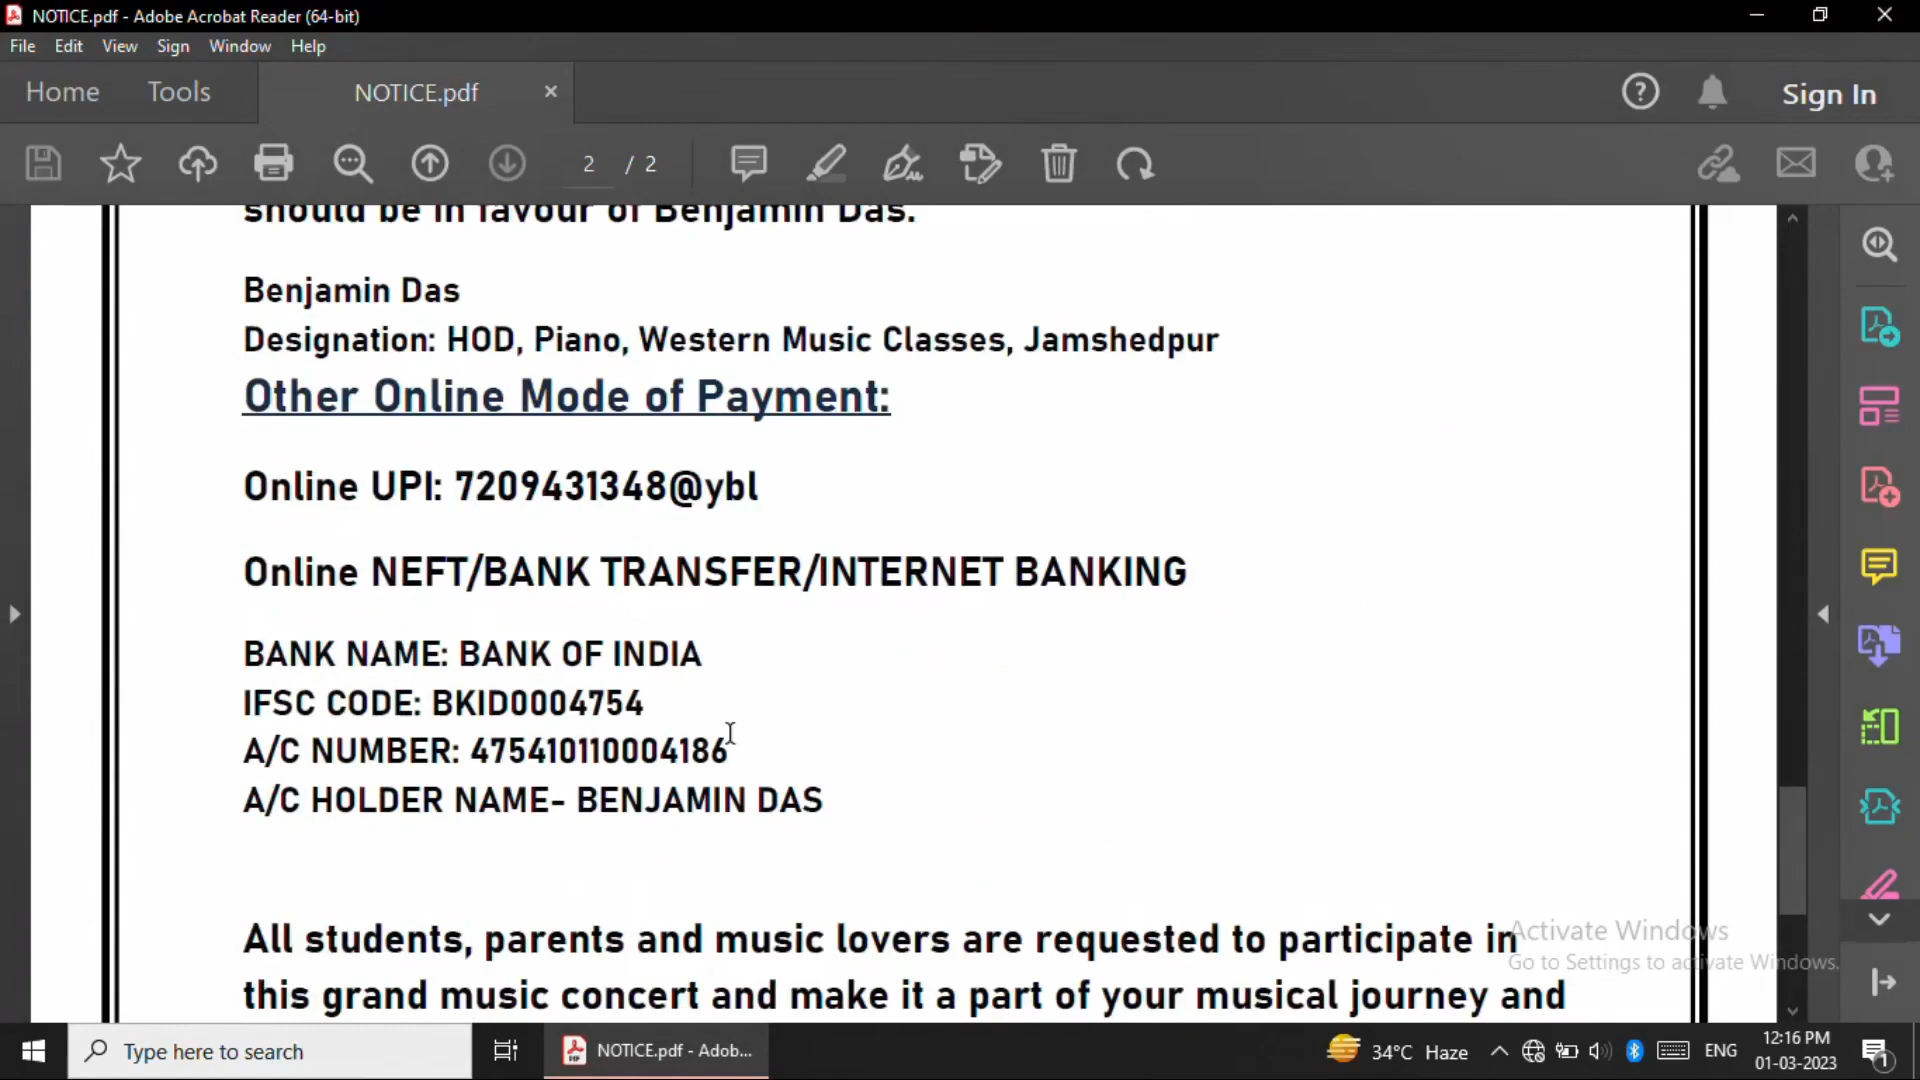 NOTICE.pdf - Adobe Acrobat Reader (64-bit)
File Edit View Sign Window Help
Home Tools NOTICE.pdf × Sign In
2 / 2
should be in favour of Benjamin Das.
Benjamin Das
Designation: HOD, Piano, Western Music Classes, Jamshedpur
Other Online Mode of Payment:
Online UPI: 7209431348@ybl
Online NEFT/BANK TRANSFER/INTERNET BANKING
BANK NAME: BANK OF INDIA
IFSC CODE: BKID0004754
A/C NUMBER: 475410110004186
A/C HOLDER NAME- BENJAMIN DAS
All students, parents and music lovers are requested to participate in
this grand music concert and make it a part of your musical journey and
Activate Windows
Go to Settings to activate Windows.
Type here to search
NOTICE.pdf - Adob...
34°C Haze
ENG
12:16 PM
01-03-2023
1